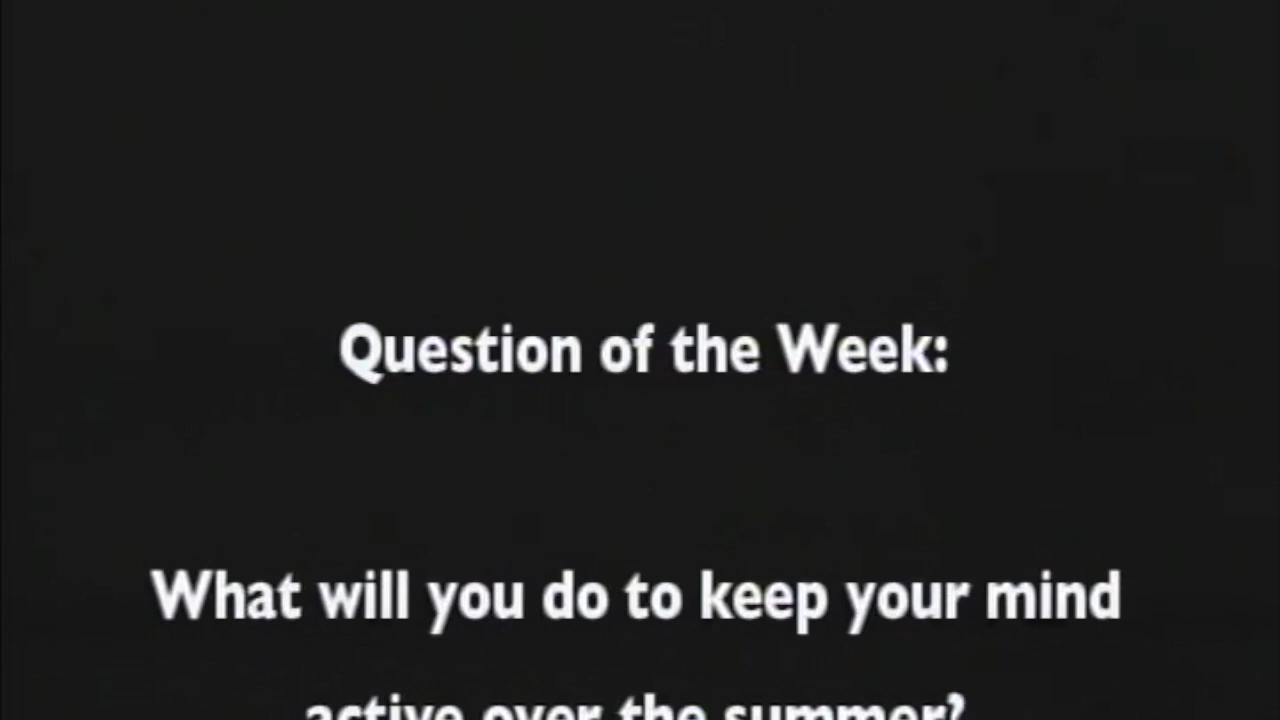 Question of the Week:
What will you do to keep your mind
active over the summer?